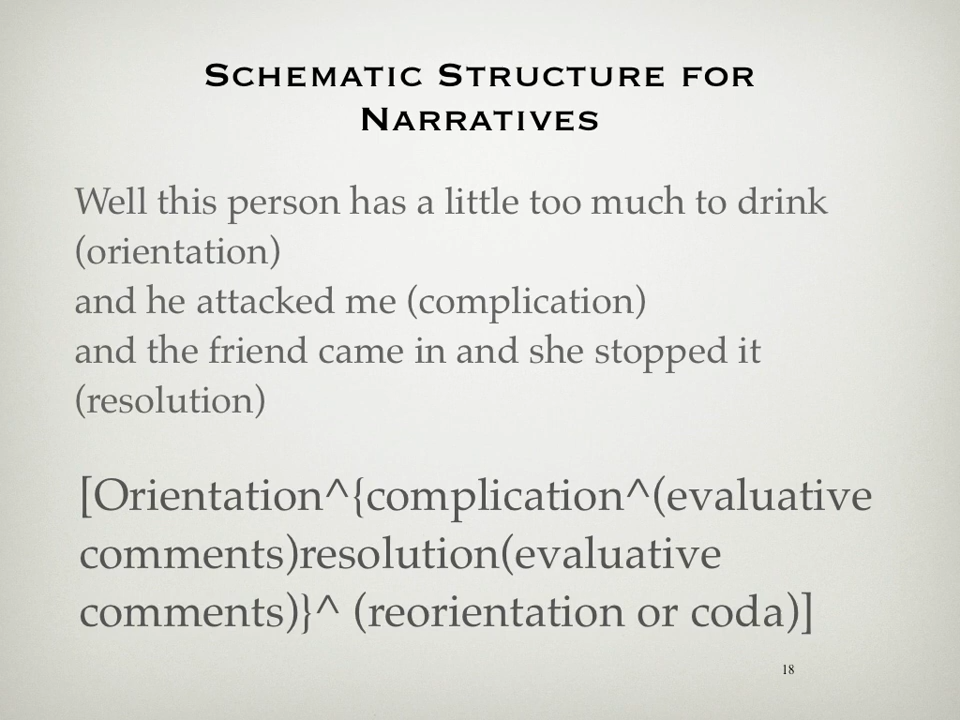 Schematic Structure for
Narratives
Well this person has a little too much to drink
(orientation)
and he attacked me (complication)
and the friend came in and she stopped it
(resolution)
[Orientation^{complication^(evaluative
comments)resolution(evaluative
comments)}^ (reorientation or coda)]
18